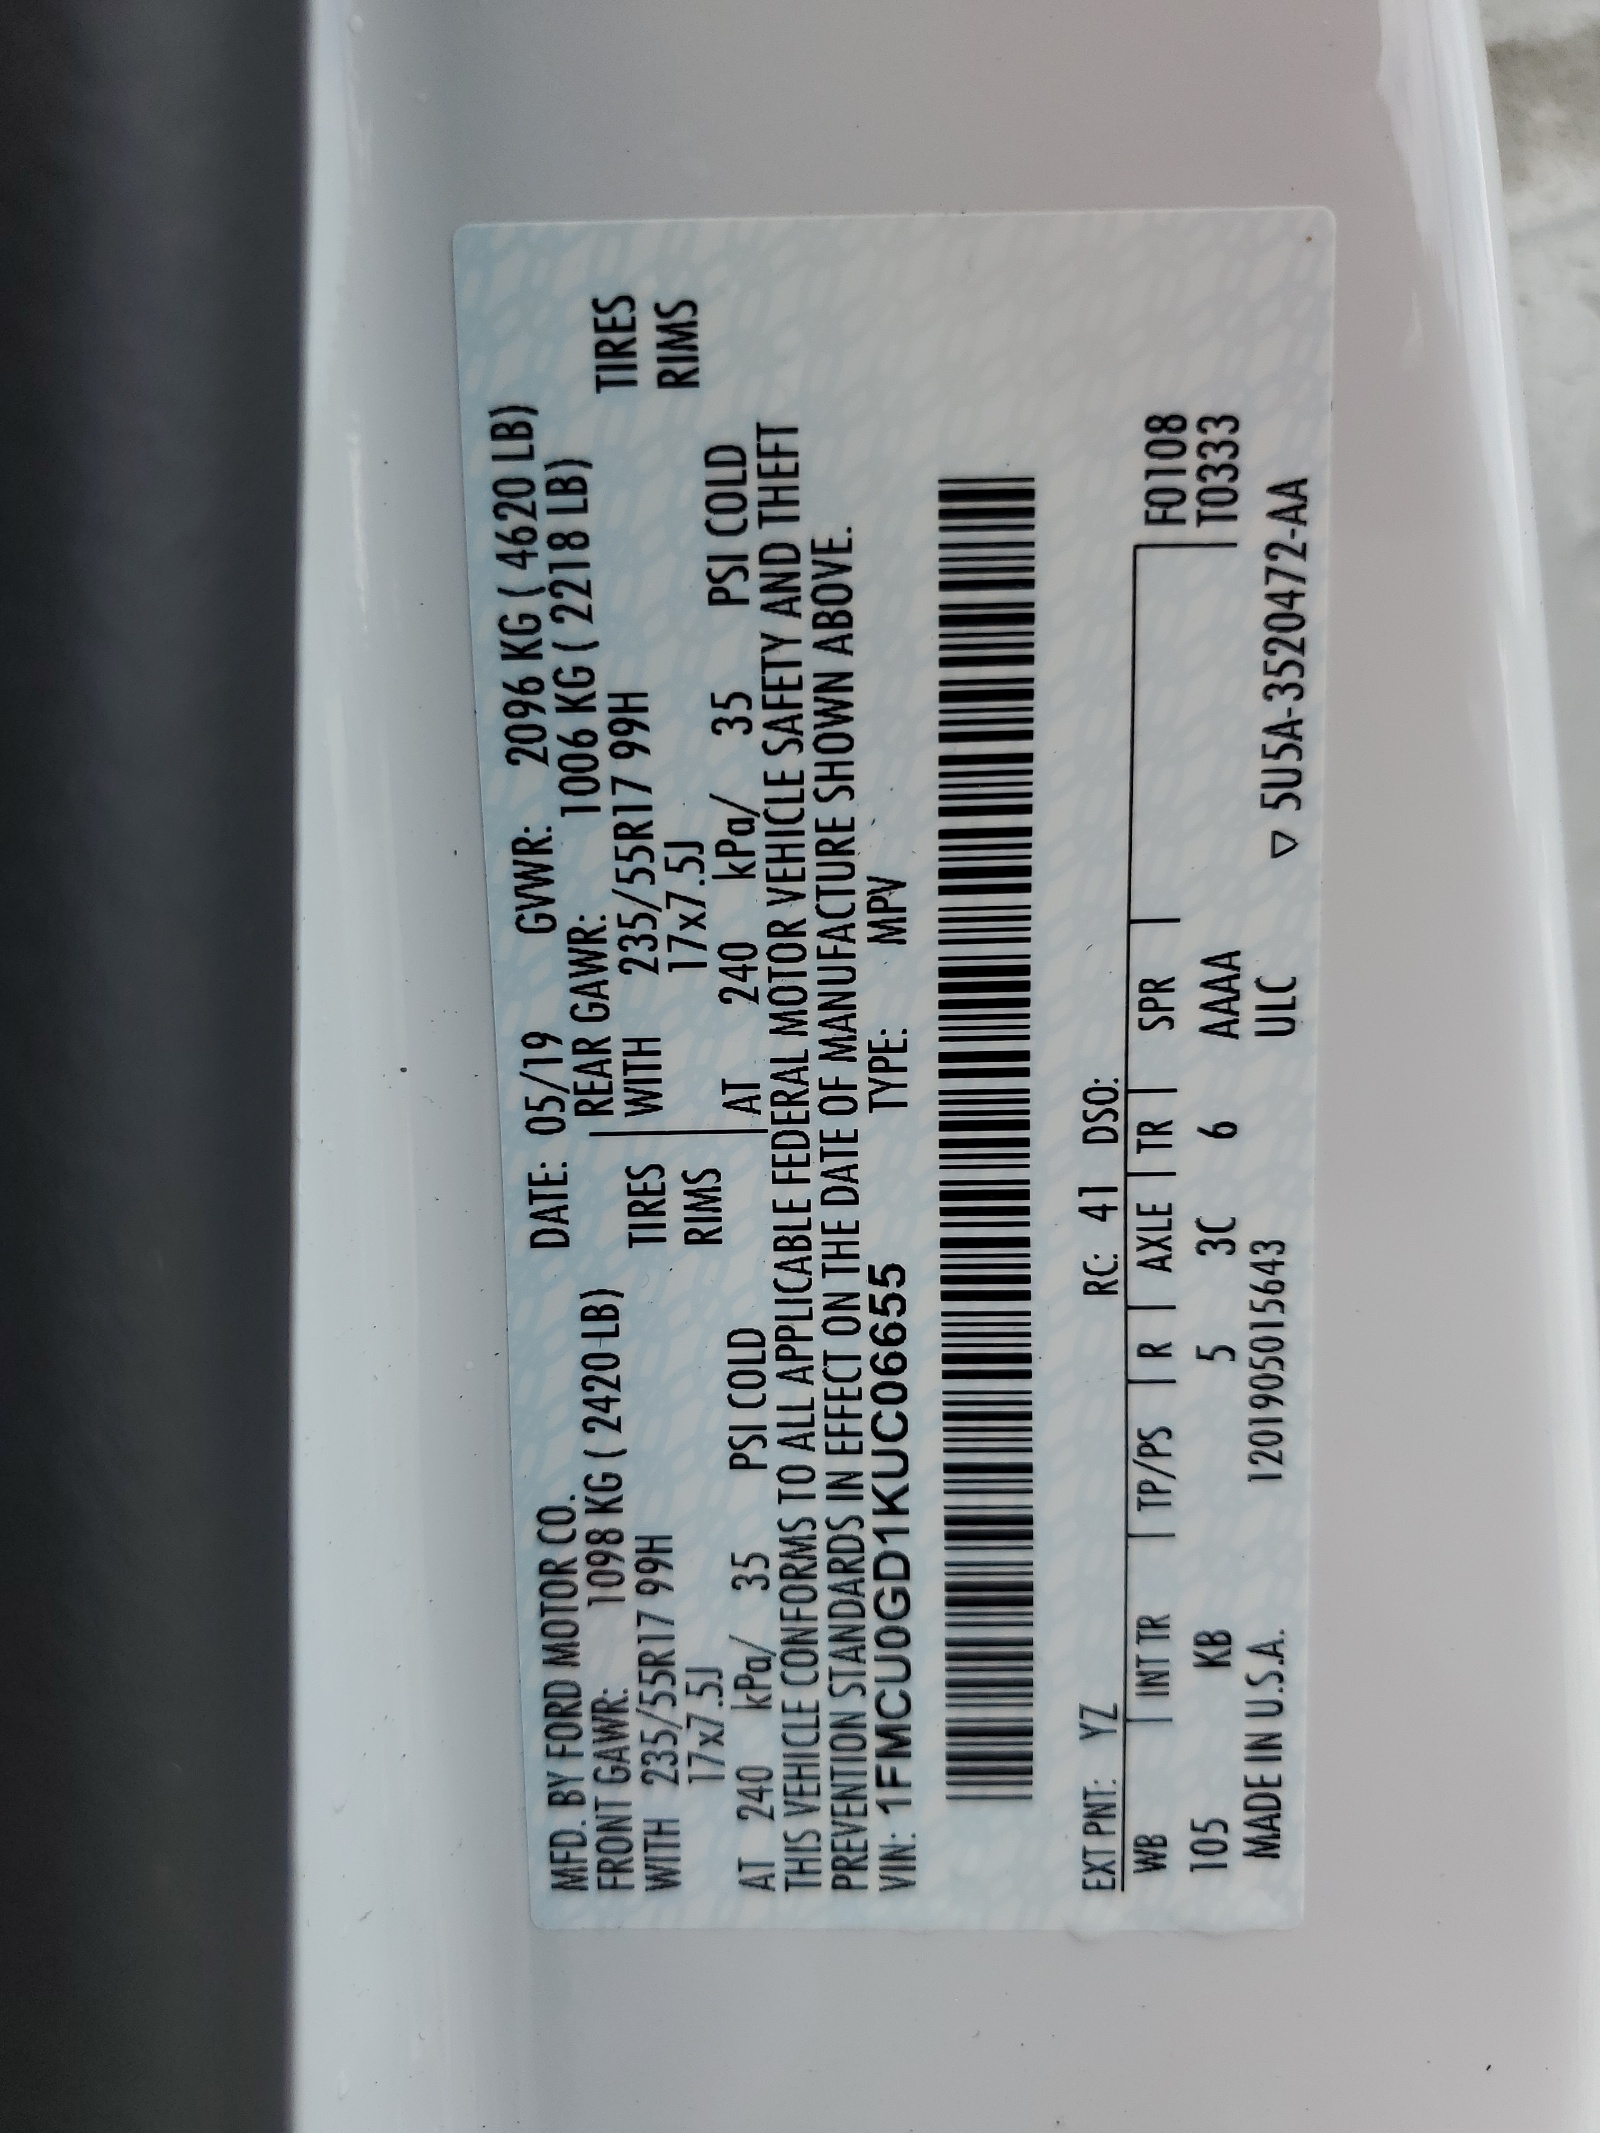 MFD. BY FORD MOTOR CO. DATE: 05/19 GVWR: 2096 KG ( 4620 LB)
FRONT GAWR: 1098 KG ( 2420 LB) REAR GAWR: 1006 KG ( 2218 LB)
WITH 235/55R17 99H TIRES WITH 235/55R17 99H TIRES
17x7.5J RIMS 17x7.5J RIMS
AT 240 kPa/ 35 PSI COLD AT 240 kPa/ 35 PSI COLD
THIS VEHICLE CONFORMS TO ALL APPLICABLE FEDERAL MOTOR VEHICLE SAFETY AND THEFT
PREVENTION STANDARDS IN EFFECT ON THE DATE OF MANUFACTURE SHOWN ABOVE.
VIN: 1FMCU0GD1KUC06655 TYPE: MPV
EXT PNT: YZ RC: 41 DSO:
WB INT TR TP/PS R AXLE TR SPR F0108
105 KB 5 3C 6 AAAA T0333
MADE IN U.S.A. 1201905015643 ULC ▽ 5U5A-3520472-AA